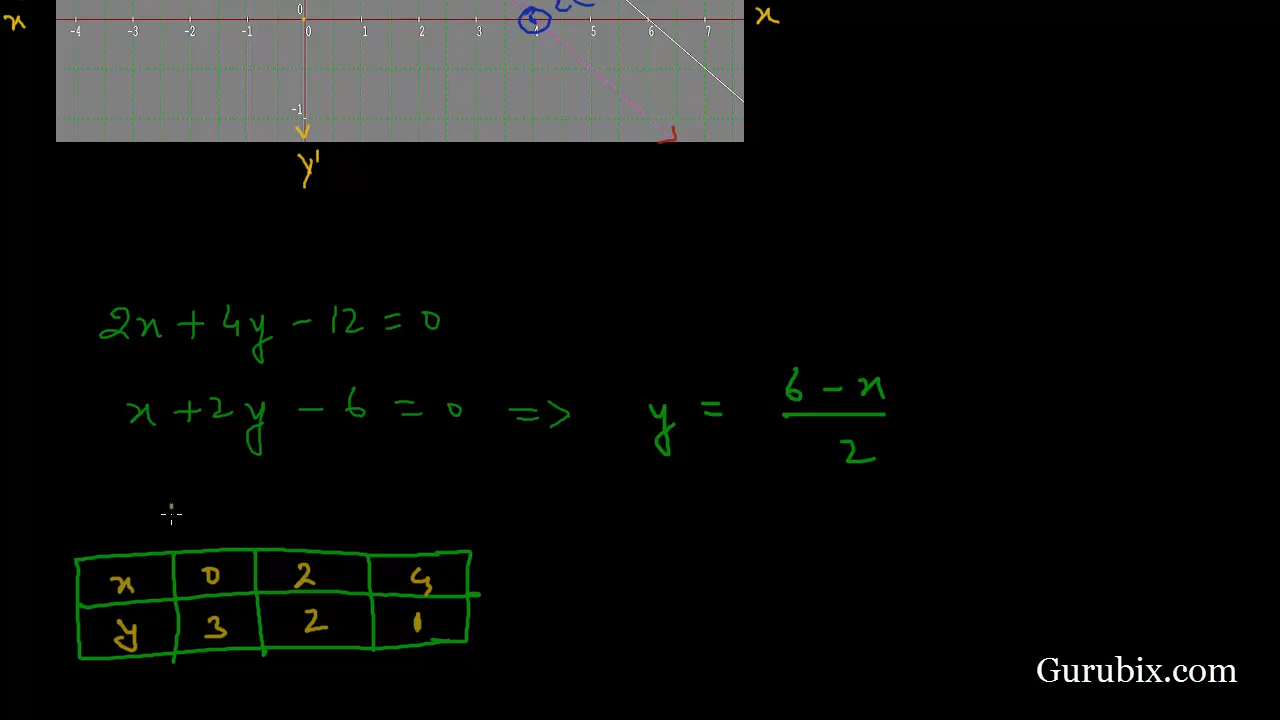 0
x x
-4 -3 -2 -1 0 1 2 3 4 5 6 7
-1
y'
2x + 4y - 12 = 0
x + 2y - 6 = 0 => y = (6 - x)/2
x 0 2 4
y 3 2 1
Gurubix.com